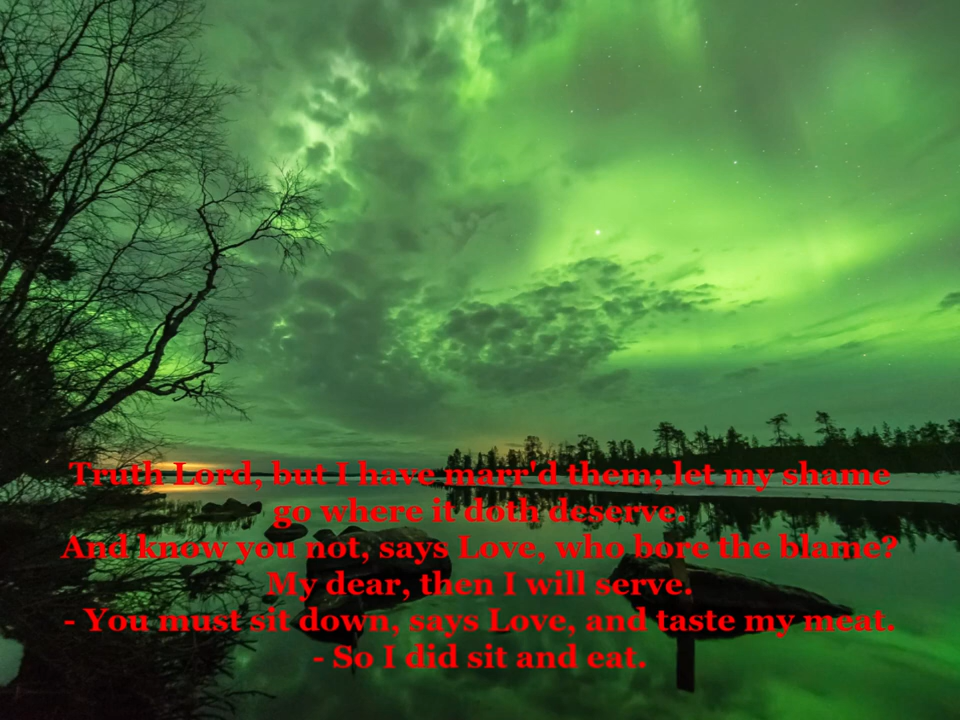 Truth Lord, but I have marr'd them; let my shame
go where it doth deserve.
And know you not, says Love, who bore the blame?
My dear, then I will serve.
- You must sit down, says Love, and taste my meat.
- So I did sit and eat.